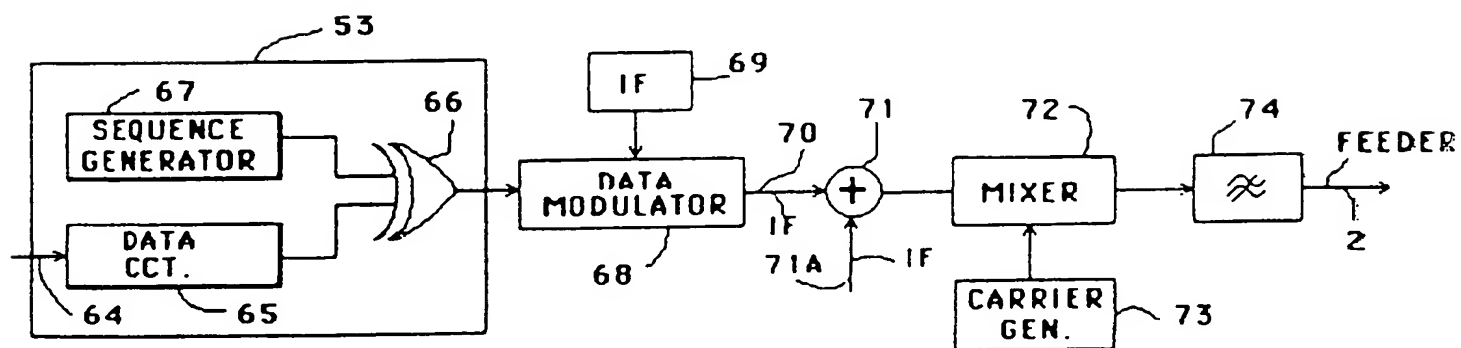 53
67
SEQUENCE
GENERATOR
66
DATA
CCT.
64
65
IF
69
DATA
MODULATOR
68
70
IF
71
+
71A
IF
72
MIXER
CARRIER
GEN.
73
74
FEEDER
2